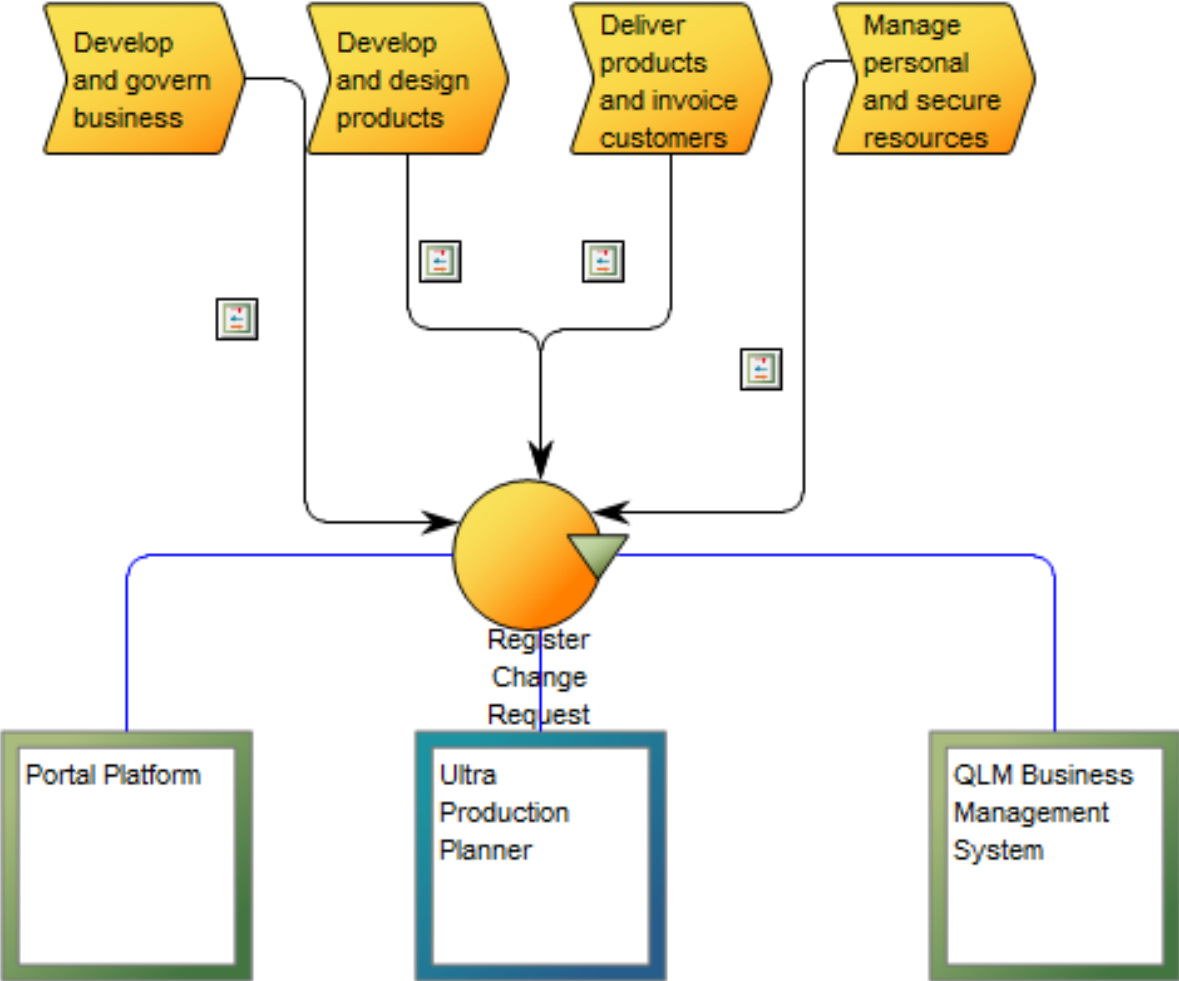 Develop
and govern
business
Develop
and design
products
Deliver
products
and invoice
customers
Manage
personal
and secure
resources
Register
Change
Request
Portal Platform
Ultra
Production
Planner
QLM Business
Management
System